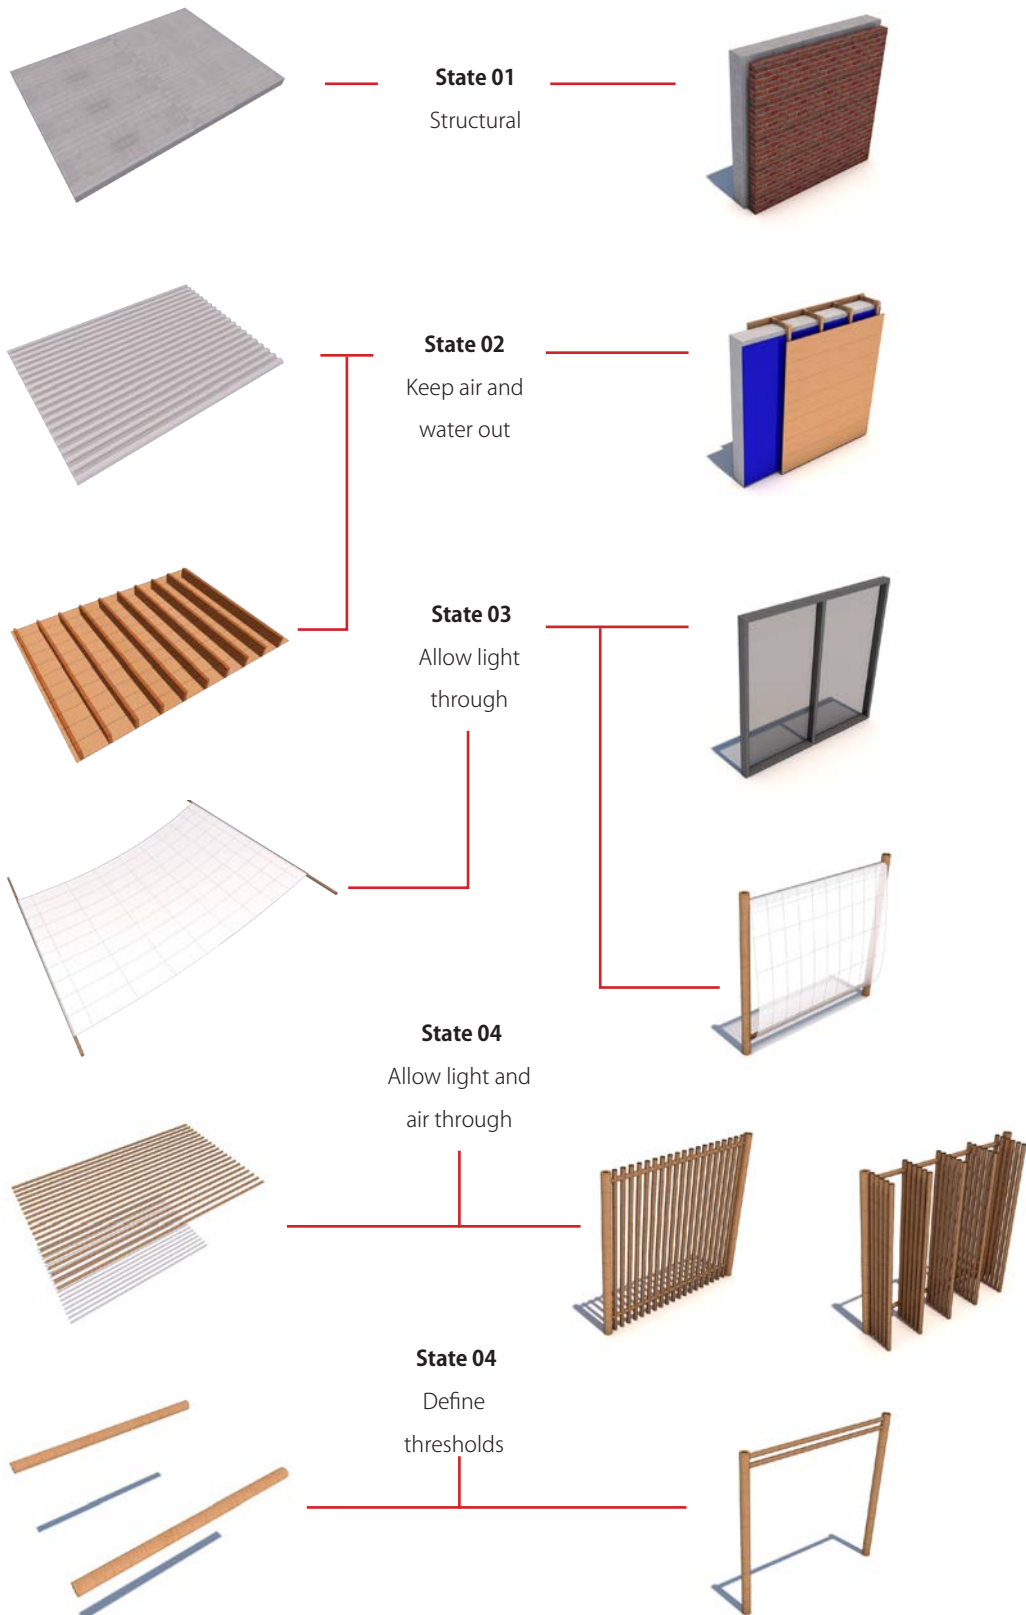 State 01
Structural
State 02
Keep air and
water out
State 03
Allow light
through
State 04
Allow light and
air through
State 04
Define
thresholds